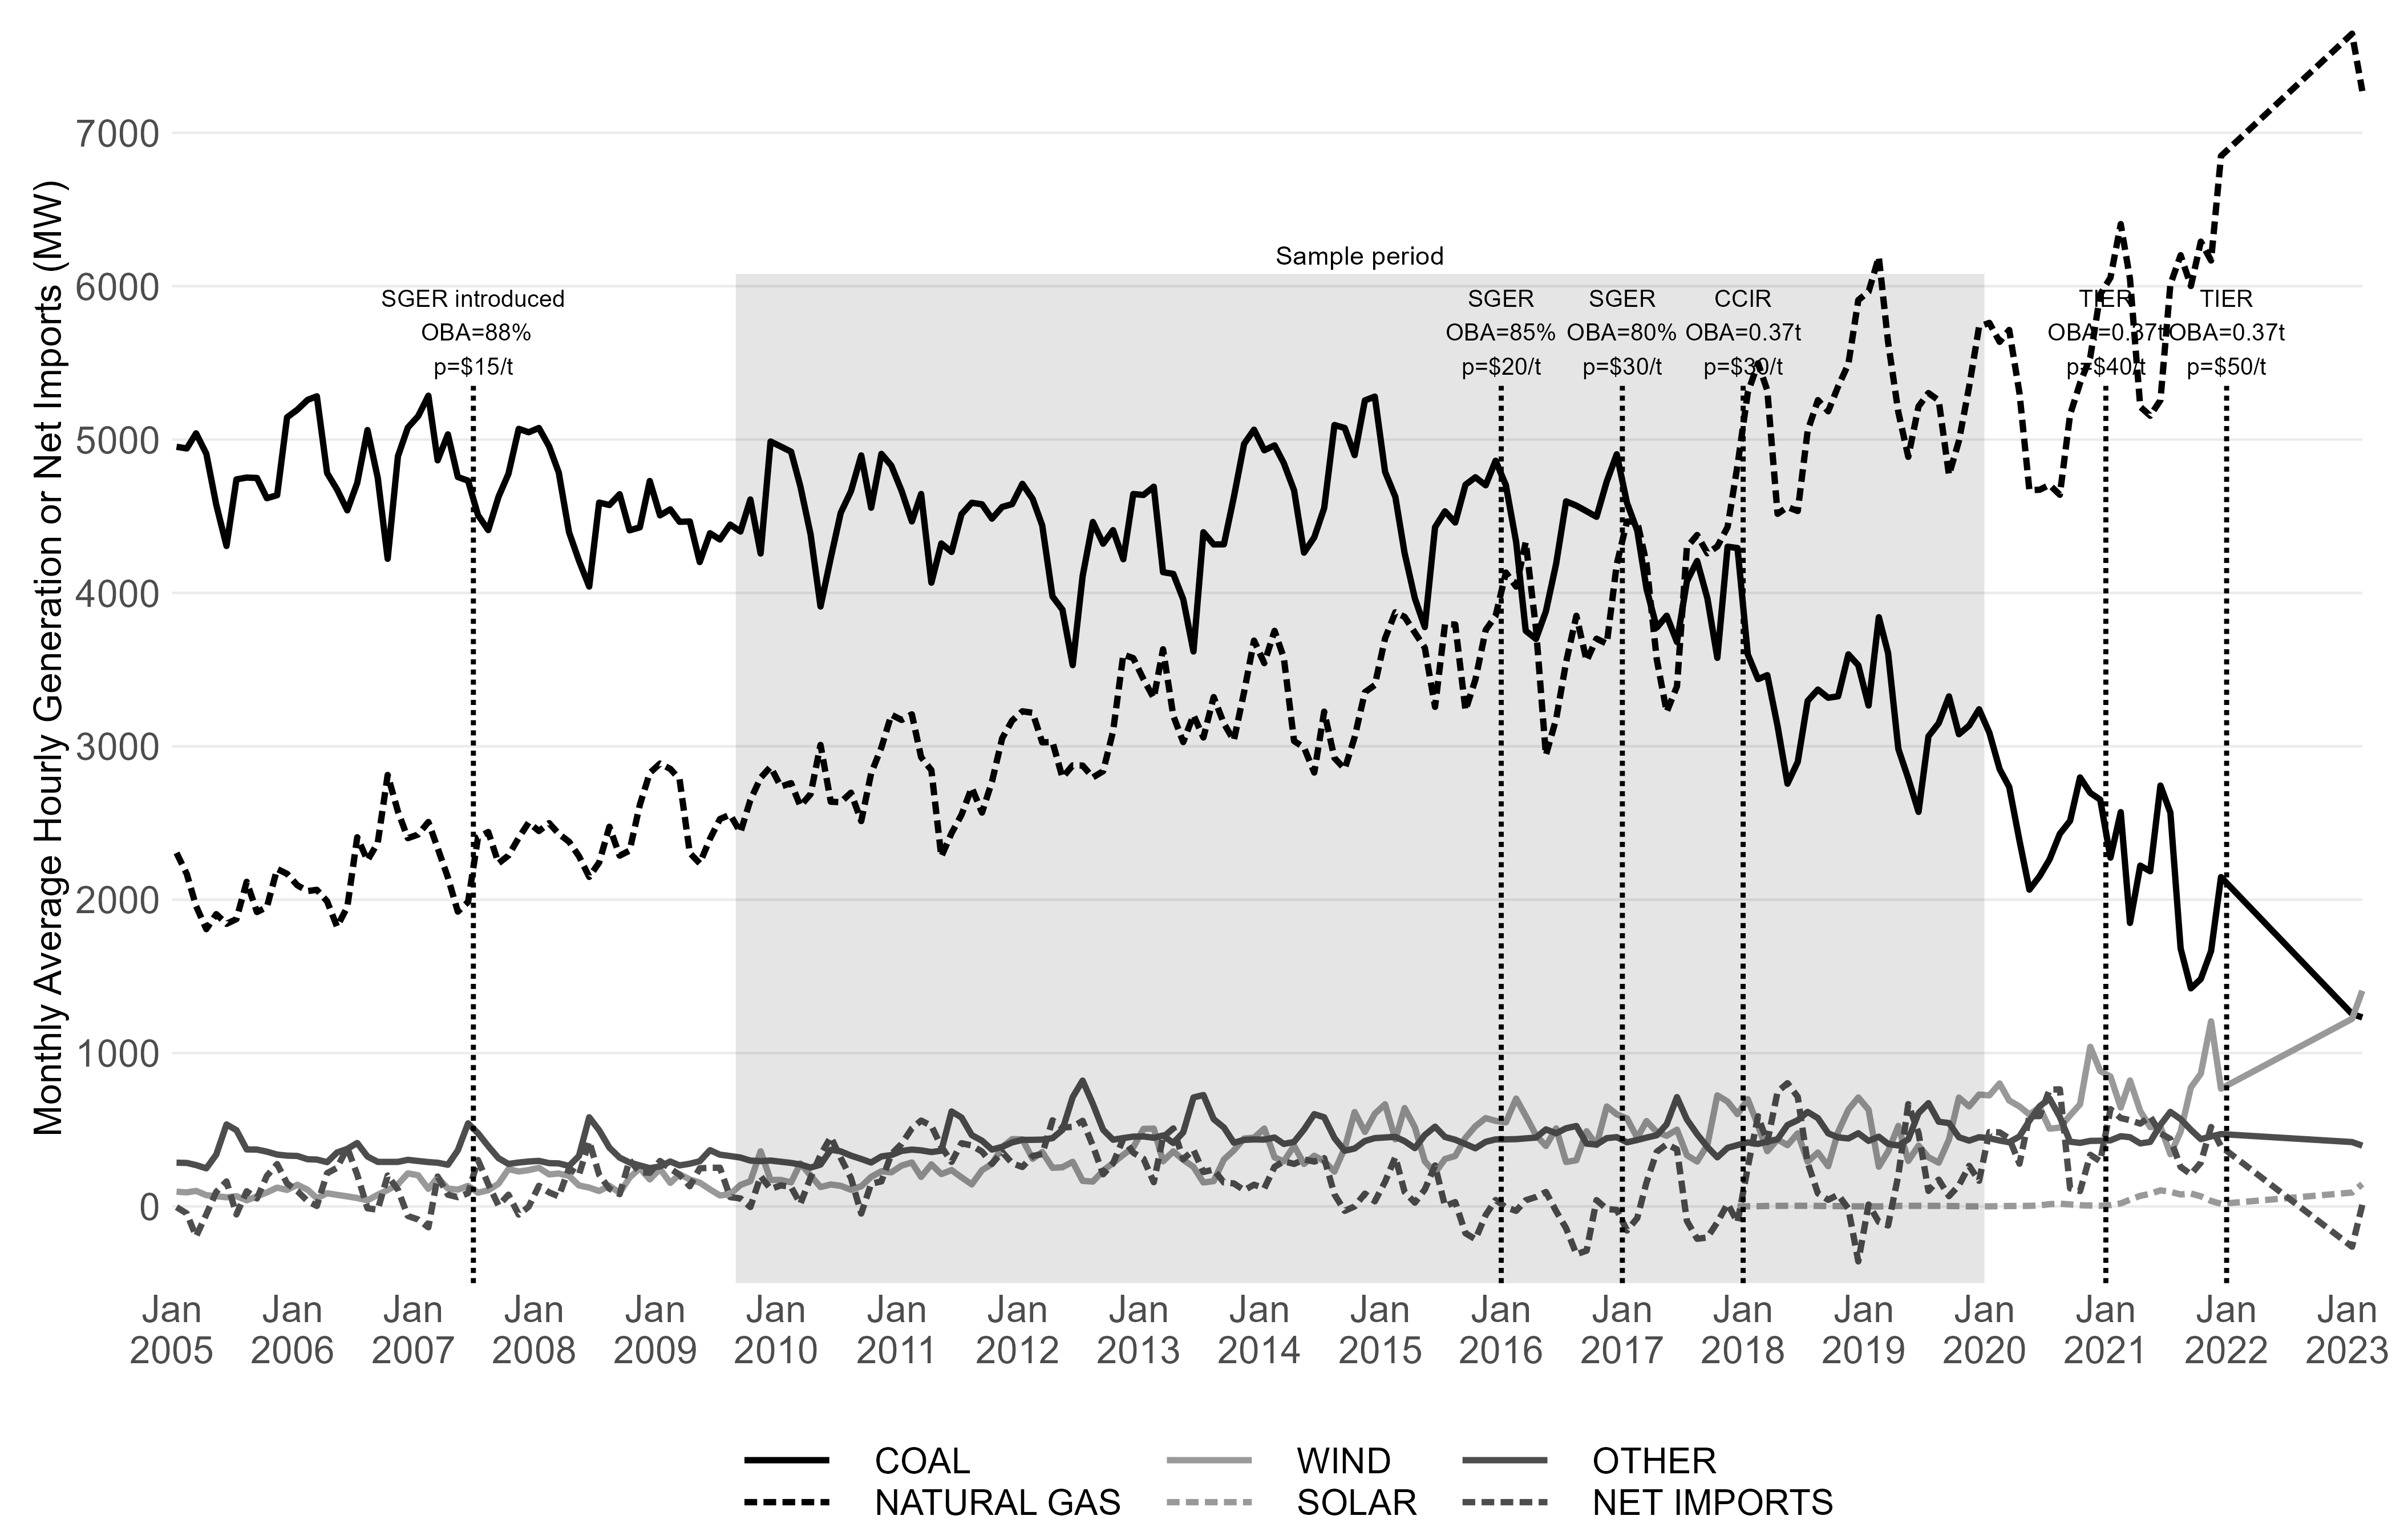 Monthly Average Hourly Generation or Net Imports (MW)
7000
6000
5000
4000
3000
2000
1000
0
Sample period
SGER introduced
OBA=88%
p=$15/t
SGER
OBA=85%
p=$20/t
SGER
OBA=80%
p=$30/t
CCIR
OBA=0.37t
p=$30/t
TIER
OBA=0.37t
p=$40/t
TIER
OBA=0.37t
p=$50/t
Jan
2005
Jan
2006
Jan
2007
Jan
2008
Jan
2009
Jan
2010
Jan
2011
Jan
2012
Jan
2013
Jan
2014
Jan
2015
Jan
2016
Jan
2017
Jan
2018
Jan
2019
Jan
2020
Jan
2021
Jan
2022
Jan
2023
COAL
NATURAL GAS
WIND
SOLAR
OTHER
NET IMPORTS